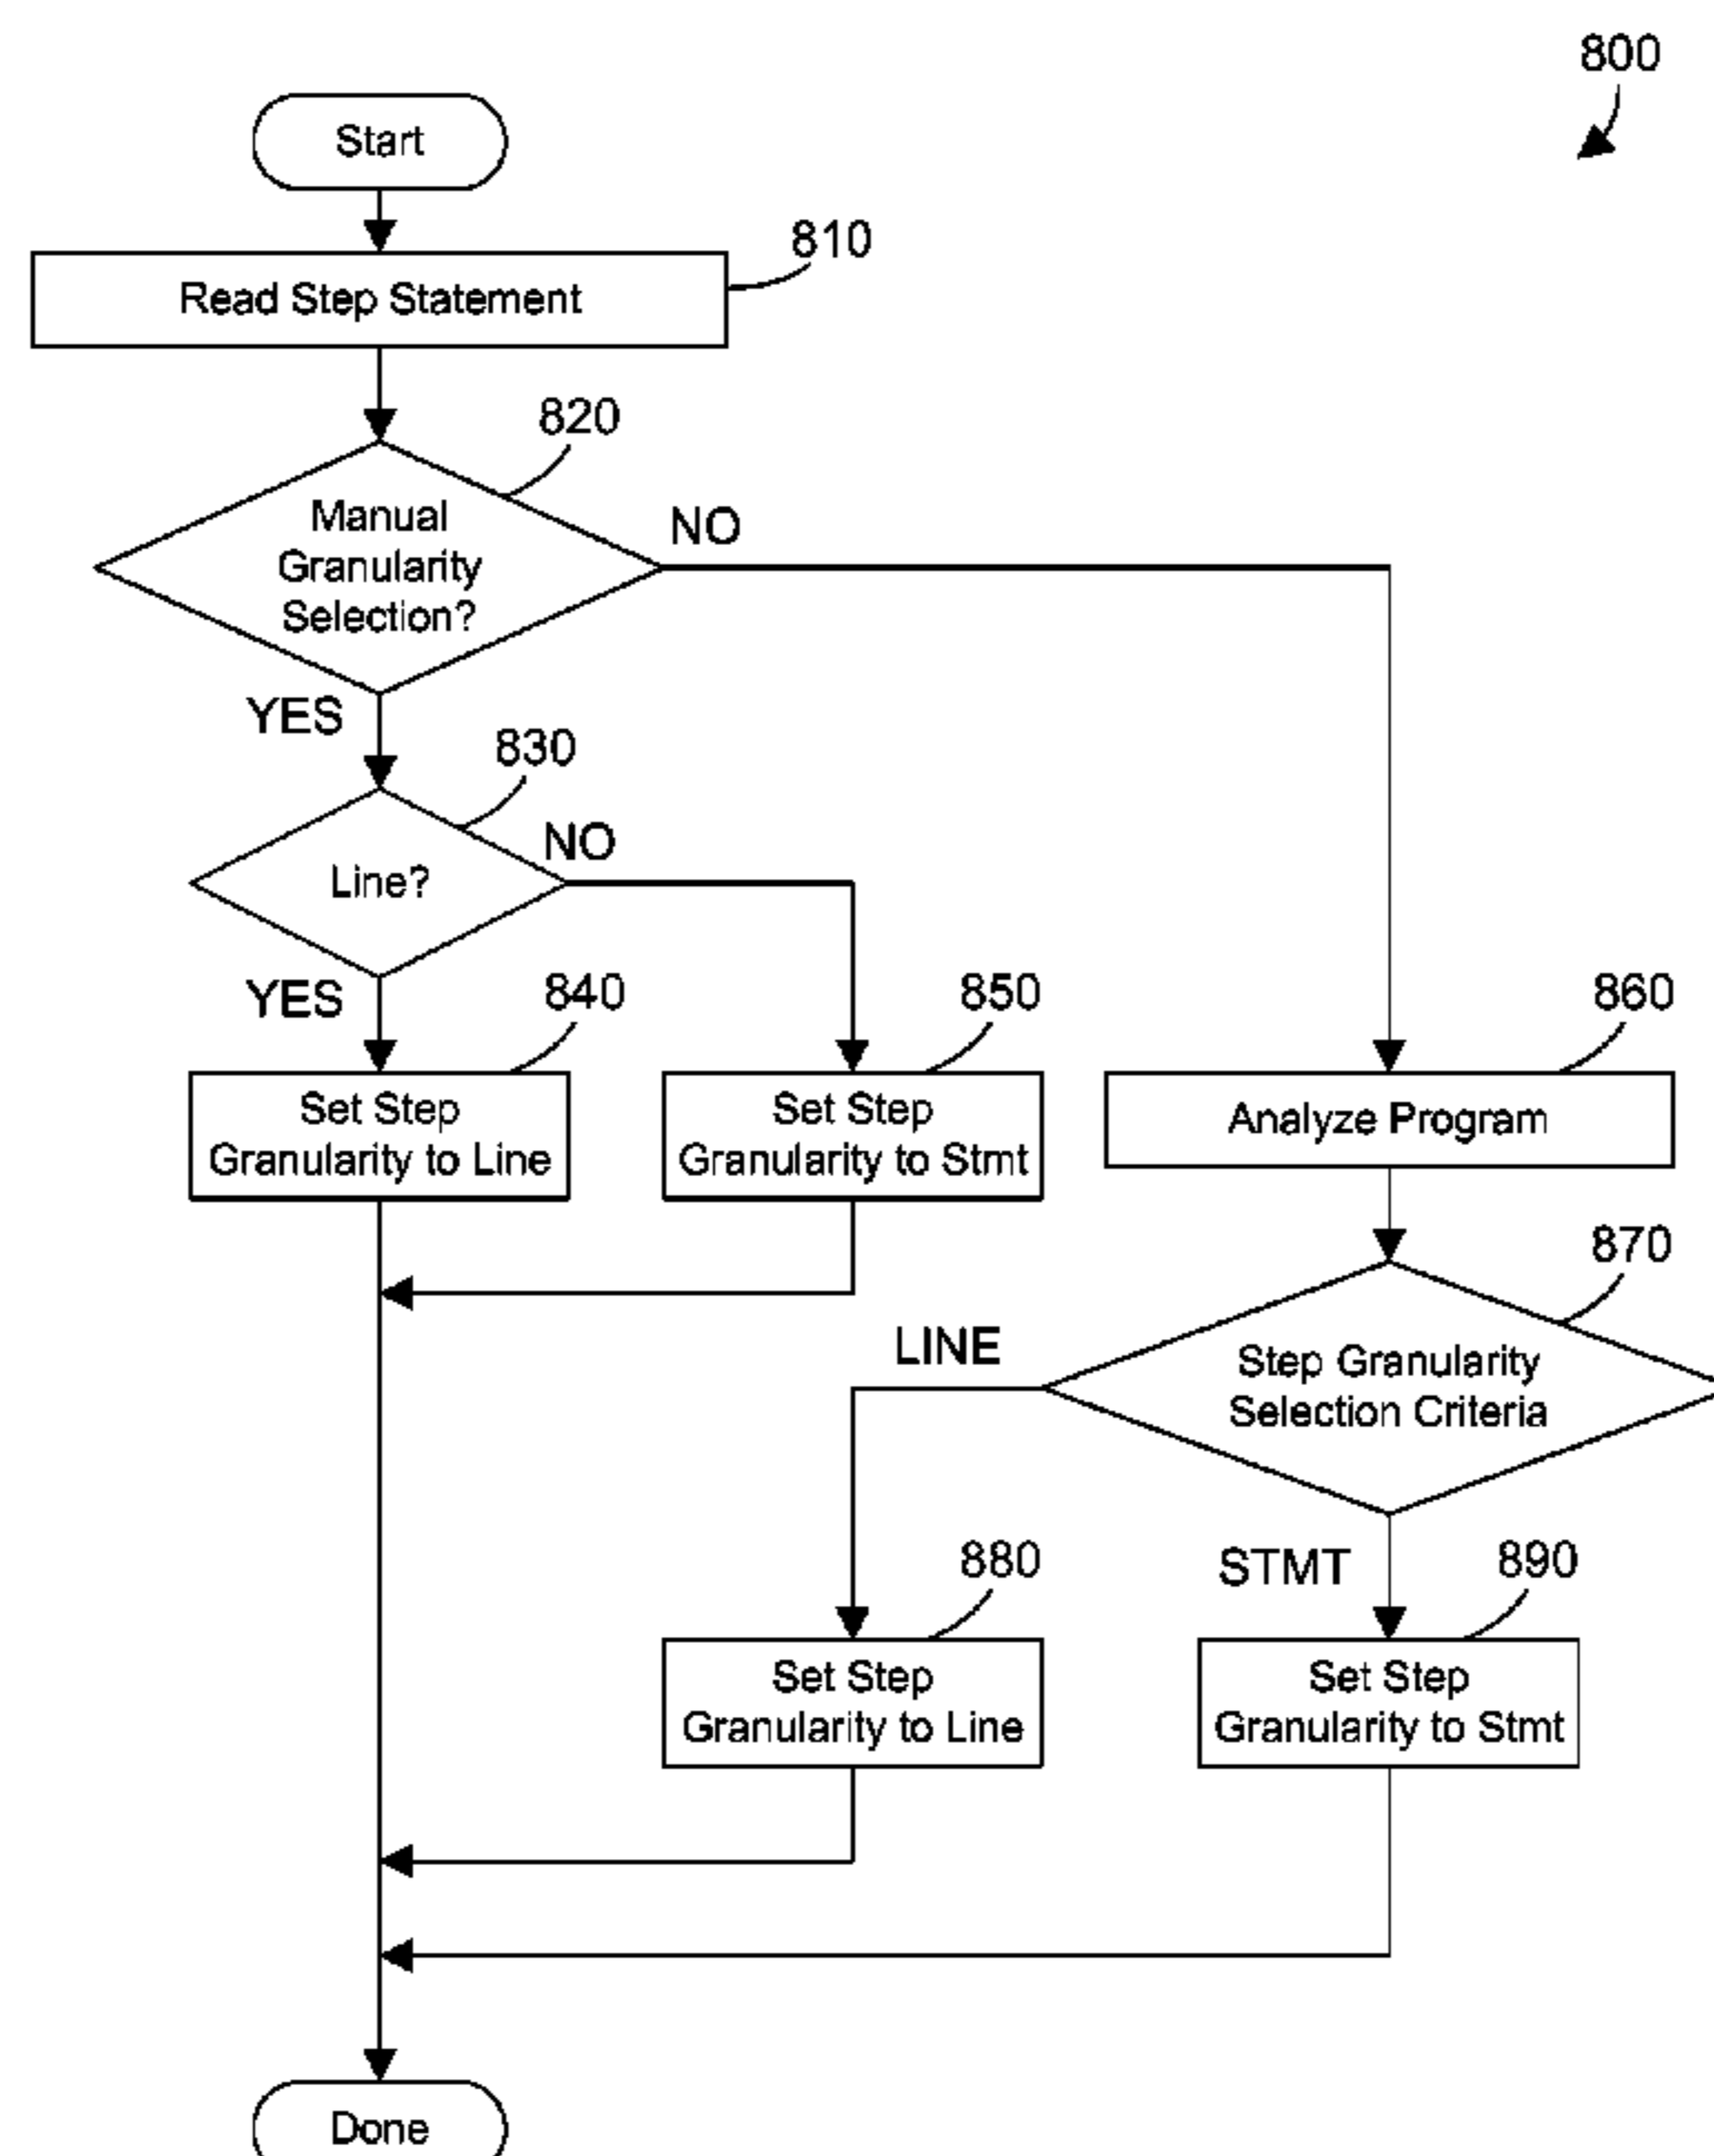 800
Start
810
Read Step Statement
820
Manual
Granularity
Selection?
NO
YES
830
Line?
NO
YES
840
850
860
Set Step
Granularity to Line
Set Step
Granularity to Stmt
Analyze Program
870
LINE
Step Granularity
Selection Criteria
880
STMT
890
Set Step
Granularity to Line
Set Step
Granularity to Stmt
Done